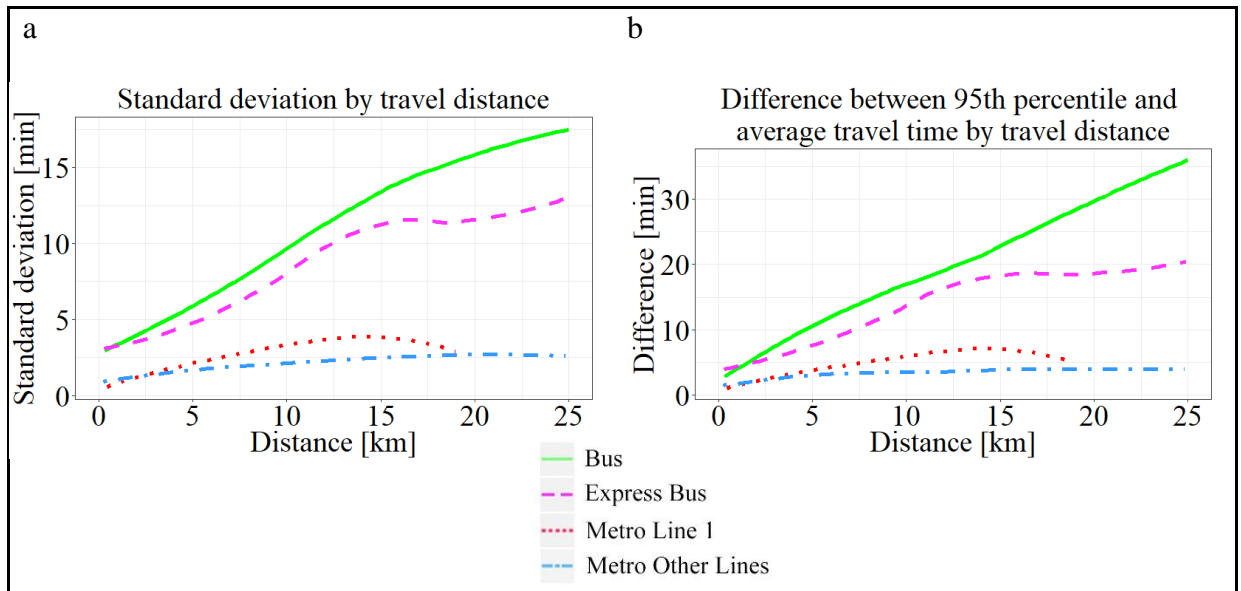 a
Standard deviation by travel distance
Standard deviation [min]
15
10
5
0
0 5 10 15 20 25
Distance [km]
b
Difference between 95th percentile and
average travel time by travel distance
Difference [min]
30
20
10
0
0 5 10 15 20 25
Distance [km]
Bus
Express Bus
Metro Line 1
Metro Other Lines